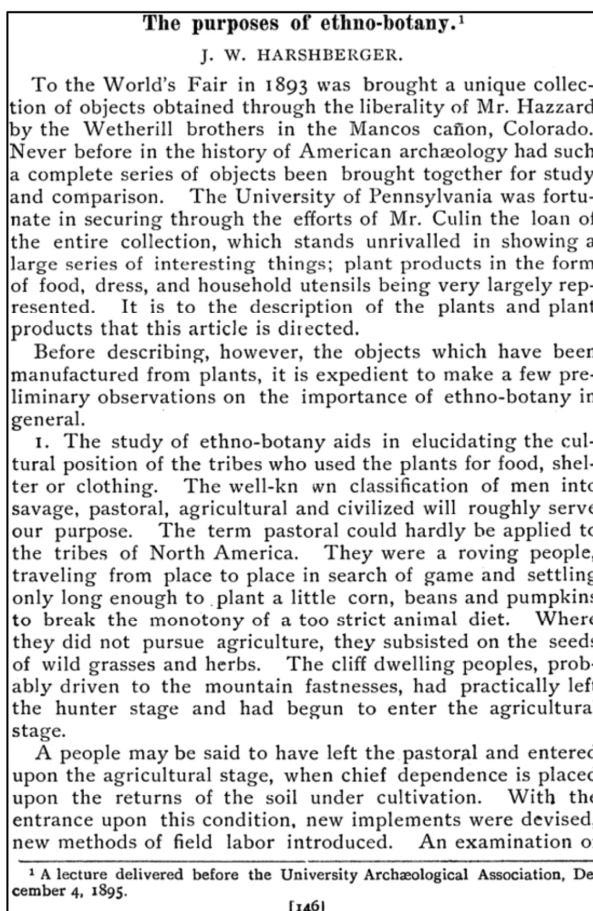 The purposes of ethno-botany.¹
J. W. HARSHBERGER.
To the World's Fair in 1893 was brought a unique collec-
tion of objects obtained through the liberality of Mr. Hazzard
by the Wetherill brothers in the Mancos cañon, Colorado.
Never before in the history of American archæology had such
a complete series of objects been brought together for study
and comparison. The University of Pennsylvania was fortu-
nate in securing through the efforts of Mr. Culin the loan of
the entire collection, which stands unrivalled in showing a
large series of interesting things; plant products in the form
of food, dress, and household utensils being very largely rep-
resented. It is to the description of the plants and plant
products that this article is directed.
Before describing, however, the objects which have been
manufactured from plants, it is expedient to make a few pre-
liminary observations on the importance of ethno-botany in
general.
1. The study of ethno-botany aids in elucidating the cul-
tural position of the tribes who used the plants for food, shel-
ter or clothing. The well-kn wn classification of men into
savage, pastoral, agricultural and civilized will roughly serve
our purpose. The term pastoral could hardly be applied to
the tribes of North America. They were a roving people,
traveling from place to place in search of game and settling
only long enough to plant a little corn, beans and pumpkins
to break the monotony of a too strict animal diet. Where
they did not pursue agriculture, they subsisted on the seeds
of wild grasses and herbs. The cliff dwelling peoples, prob-
ably driven to the mountain fastnesses, had practically left
the hunter stage and had begun to enter the agricultural
stage.
A people may be said to have left the pastoral and entered
upon the agricultural stage, when chief dependence is placed
upon the returns of the soil under cultivation. With the
entrance upon this condition, new implements were devised,
new methods of field labor introduced. An examination of
¹ A lecture delivered before the University Archæological Association, De
cember 4, 1895.
[146]